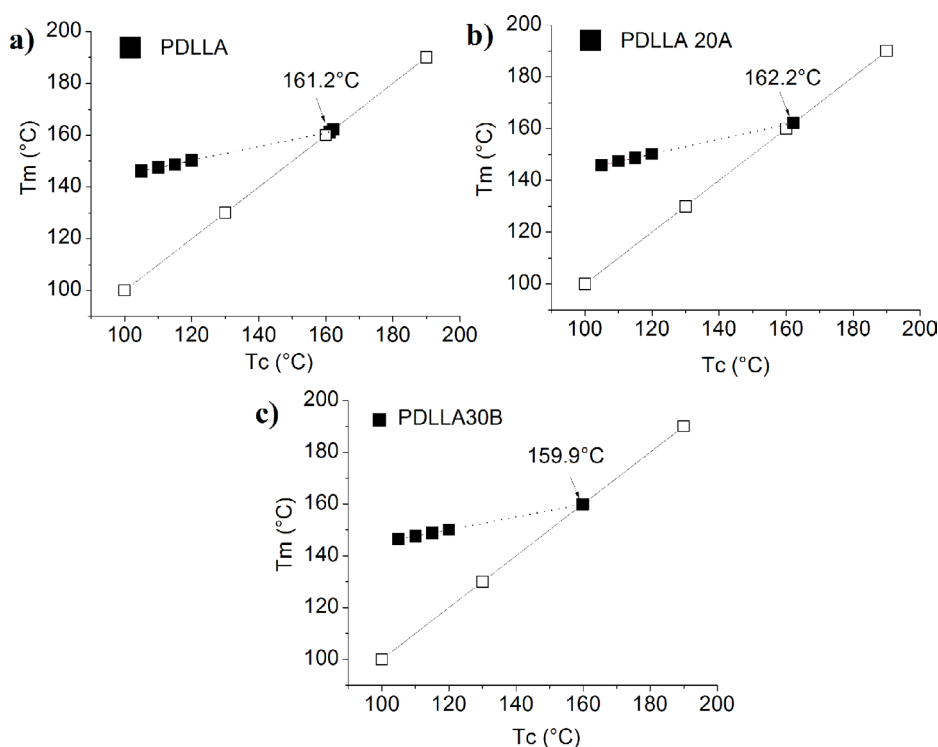 a)
PDLLA
161.2°C
200
180
160
140
120
100
Tm (°C)
100 120 140 160 180 200
Tc (°C)
b)
PDLLA 20A
162.2°C
200
180
160
140
120
100
Tm (°C)
100 120 140 160 180 200
Tc (°C)
c)
PDLLA30B
159.9°C
200
180
160
140
120
100
Tm (°C)
100 120 140 160 180 200
Tc (°C)